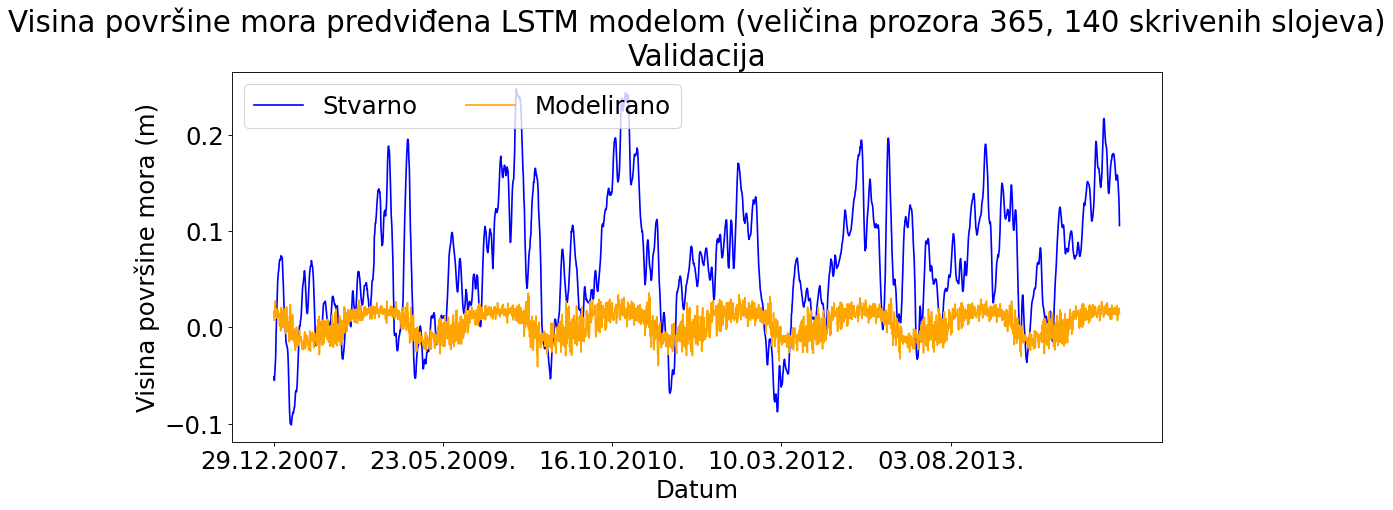 Visina površine mora predviđena LSTM modelom (veličina prozora 365, 140 skrivenih slojeva)
Validacija
Stvarno Modelirano
Visina površine mora (m)
0.2
0.1
0.0
−0.1
29.12.2007. 23.05.2009. 16.10.2010. 10.03.2012. 03.08.2013.
Datum